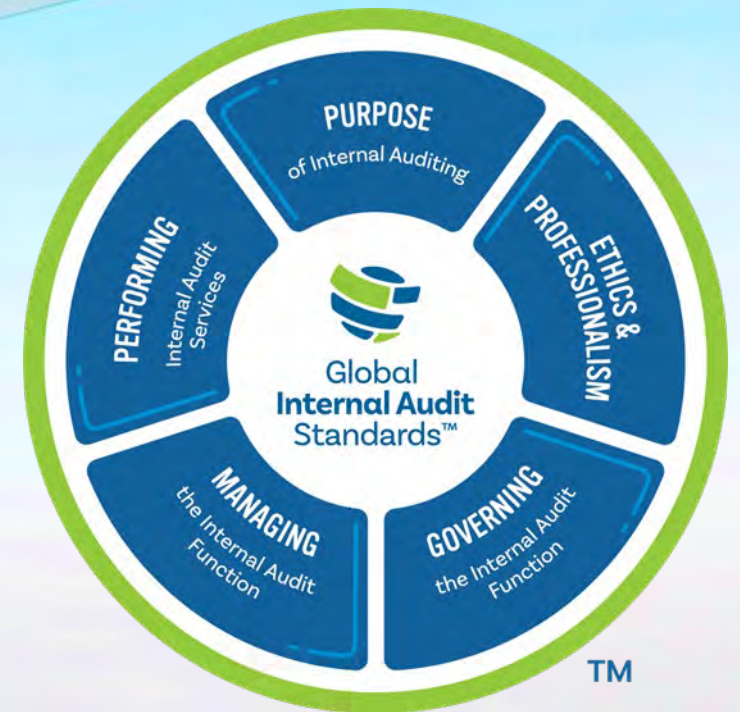 PURPOSE
of Internal Auditing
ETHICS &
PROFESSIONALISM
GOVERNING
the Internal Audit
Function
MANAGING
the Internal Audit
Function
PERFORMING
Internal Audit
Services
Global
Internal Audit
Standards™
TM